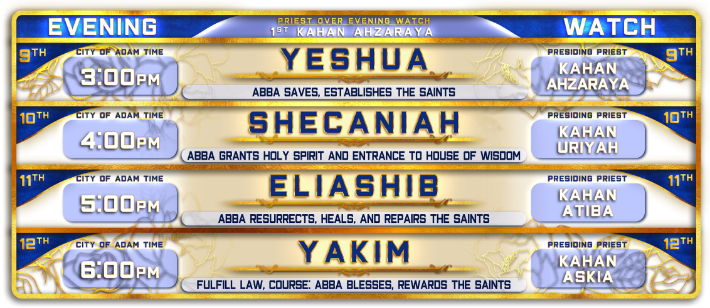 EVENING
PRIEST OVER EVENING WATCH
1ST KAHAN AHZARAYA
WATCH
9TH
CITY OF ADAM TIME
3:00PM
YESHUA
ABBA SAVES, ESTABLISHES THE SAINTS
PRESIDING PRIEST
KAHAN
AHZARAYA
9TH
10TH
CITY OF ADAM TIME
4:00PM
SHECANIAH
ABBA GRANTS HOLY SPIRIT AND ENTRANCE TO HOUSE OF WISDOM
PRESIDING PRIEST
KAHAN
URIYAH
10TH
11TH
CITY OF ADAM TIME
5:00PM
ELIASHIB
ABBA RESURRECTS, HEALS, AND REPAIRS THE SAINTS
PRESIDING PRIEST
KAHAN
ATIBA
11TH
12TH
CITY OF ADAM TIME
6:00PM
YAKIM
FULFILL LAW, COURSE: ABBA BLESSES, REWARDS THE SAINTS
PRESIDING PRIEST
KAHAN
ASKIA
12TH